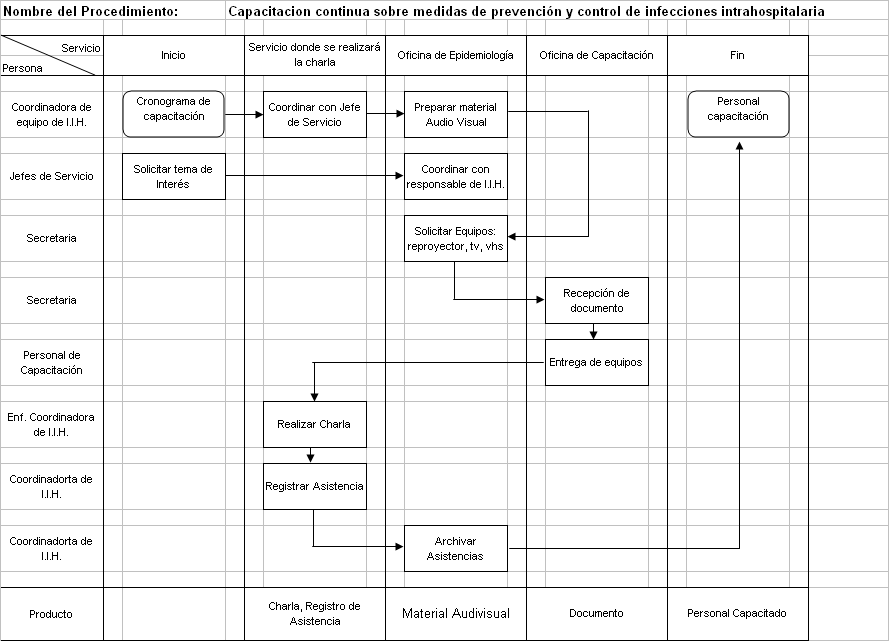 Nombre del Procedimiento: Capacitacion continua sobre medidas de prevención y control de infecciones intrahospitalaria
Servicio
Persona
Inicio
Servicio donde se realizará
la charla
Oficina de Epidemiología
Oficina de Capacitación
Fin
Coordinadora de
equipo de I.I.H.
Cronograma de
capacitación
Coordinar con Jefe
de Servicio
Preparar material
Audio Visual
Personal
capacitación
Jefes de Servicio
Solicitar tema de
Interés
Coordinar con
responsable de I.I.H.
Secretaria
Solicitar Equipos:
reproyector, tv, vhs
Secretaria
Recepción de
documento
Personal de
Capacitación
Entrega de equipos
Enf. Coordinadora
de I.I.H.
Realizar Charla
Coordinadorta de
I.I.H.
Registrar Asistencia
Coordinadorta de
I.I.H.
Archivar
Asistencias
Producto
Charla, Registro de
Asistencia
Material Audivisual
Documento
Personal Capacitado